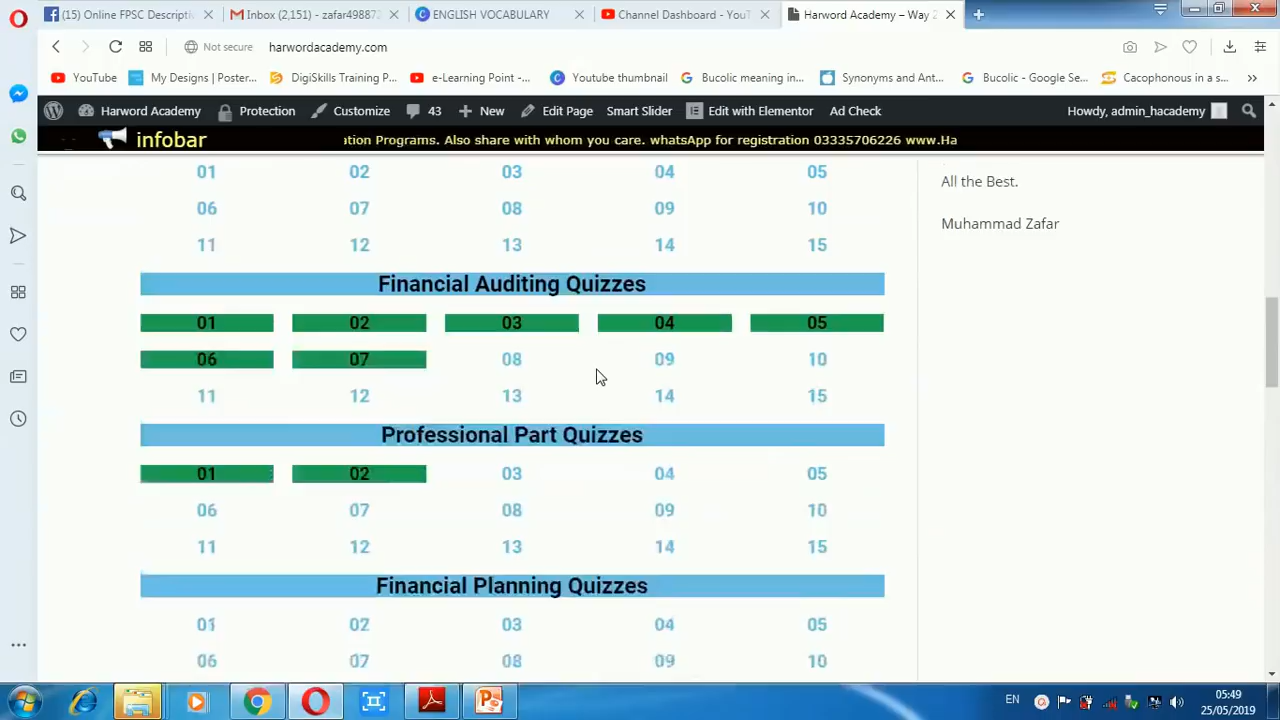 (15) Online FPSC Descripti
Inbox (2,151) - zafar49887
ENGLISH VOCABULARY
Channel Dashboard - YouT
Harword Academy – Way 2
Not secure harwordacademy.com
YouTube
My Designs | Poster...
DigiSkills Training P...
e-Learning Point -...
Youtube thumbnail
Bucolic meaning in...
Synonyms and Ant...
Bucolic - Google Se...
Cacophonous in a s...
Harword Academy
Protection
Customize
43
New
Edit Page
Smart Slider
Edit with Elementor
Ad Check
Howdy, admin_hacademy
infobar
ation Programs. Also share with whom you care. whatsApp for registration 03335706226 www.Ha
01 02 03 04 05
06 07 08 09 10
11 12 13 14 15
Financial Auditing Quizzes
01 02 03 04 05
06 07 08 09 10
11 12 13 14 15
Professional Part Quizzes
01 02 03 04 05
06 07 08 09 10
11 12 13 14 15
Financial Planning Quizzes
01 02 03 04 05
06 07 08 09 10
All the Best.
Muhammad Zafar
EN
05:49
25/05/2019